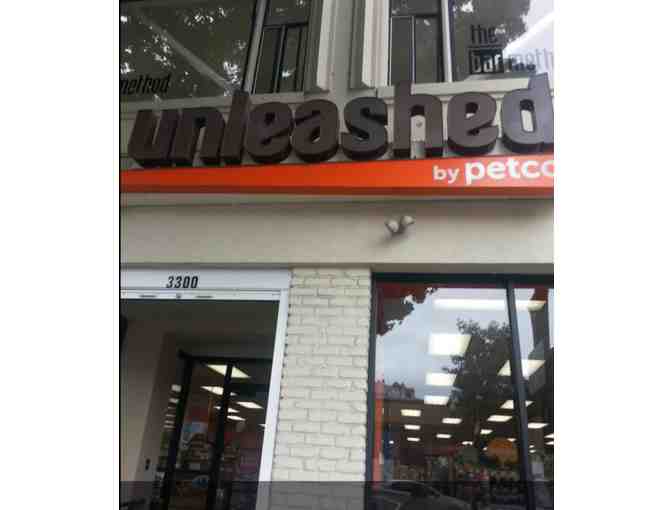 the
bar method
method
unleashed
by petco
3300